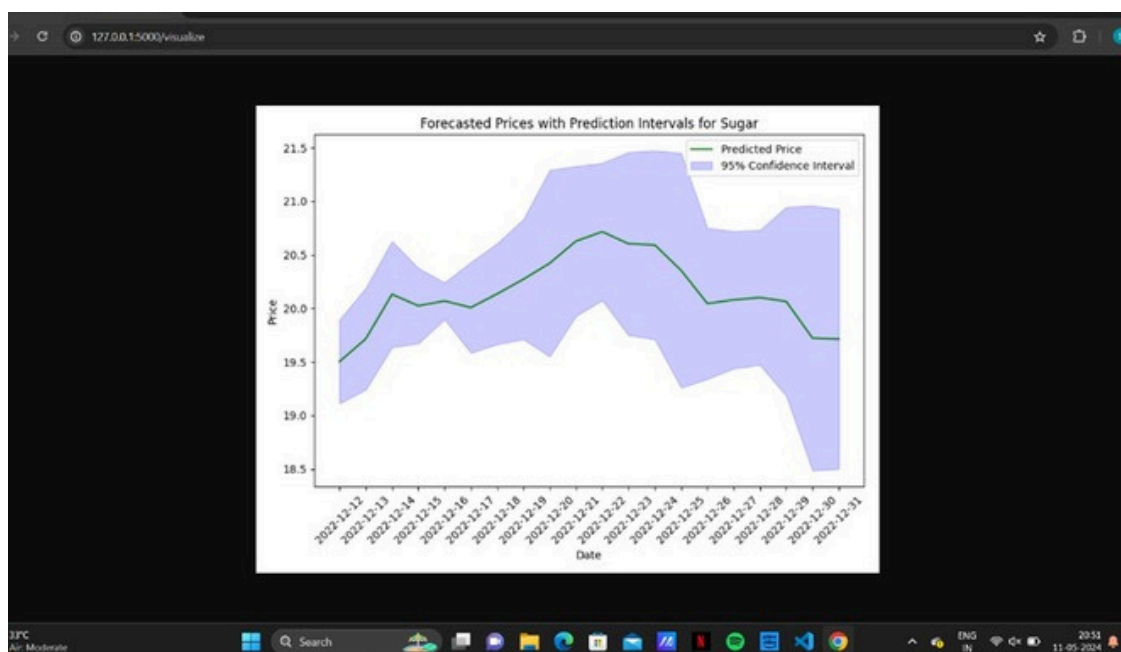 127.0.0.1:5000/visualize
Forecasted Prices with Prediction Intervals for Sugar
Predicted Price
95% Confidence Interval
21.5
21.0
20.5
20.0
19.5
19.0
18.5
Price
2022-12-12
2022-12-13
2022-12-14
2022-12-15
2022-12-16
2022-12-17
2022-12-18
2022-12-19
2022-12-20
2022-12-21
2022-12-22
2022-12-23
2022-12-24
2022-12-25
2022-12-26
2022-12-27
2022-12-28
2022-12-29
2022-12-30
2022-12-31
Date
33°C
Air: Moderate
Search
ENG
IN
20:51
11-05-2024